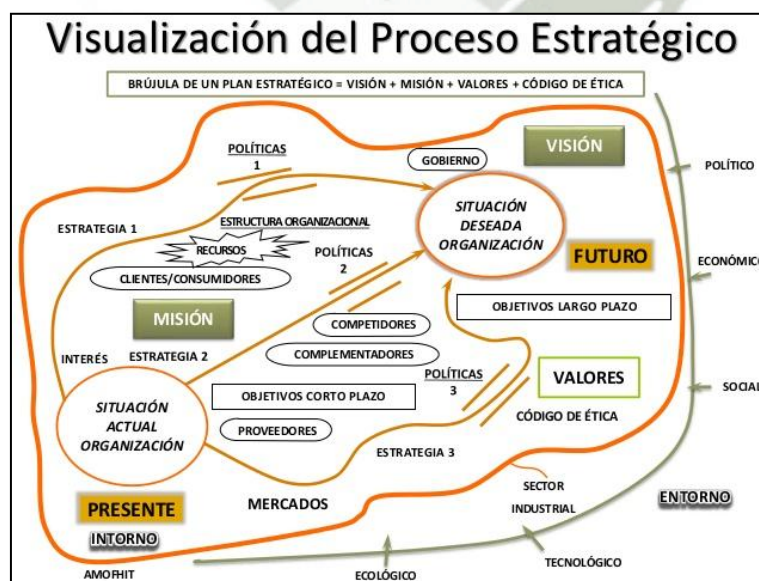 Visualización del Proceso Estratégico
BRÚJULA DE UN PLAN ESTRATÉGICO = VISIÓN + MISIÓN + VALORES + CÓDIGO DE ÉTICA
POLÍTICAS
1
GOBIERNO
VISIÓN
POLÍTICO
ESTRATEGIA 1
ESTRUCTURA ORGANIZACIONAL
RECURSOS
POLÍTICAS
2
CLIENTES/CONSUMIDORES
SITUACIÓN
DESEADA
ORGANIZACIÓN
FUTURO
ECONÓMICO
MISIÓN
COMPETIDORES
OBJETIVOS LARGO PLAZO
INTERÉS
ESTRATEGIA 2
COMPLEMENTADORES
POLÍTICAS
3
VALORES
SOCIAL
SITUACIÓN
ACTUAL
ORGANIZACIÓN
OBJETIVOS CORTO PLAZO
CÓDIGO DE ÉTICA
PROVEEDORES
ESTRATEGIA 3
PRESENTE
MERCADOS
SECTOR
INDUSTRIAL
ENTORNO
INTORNO
AMOFHIT
ECOLÓGICO
TECNOLÓGICO